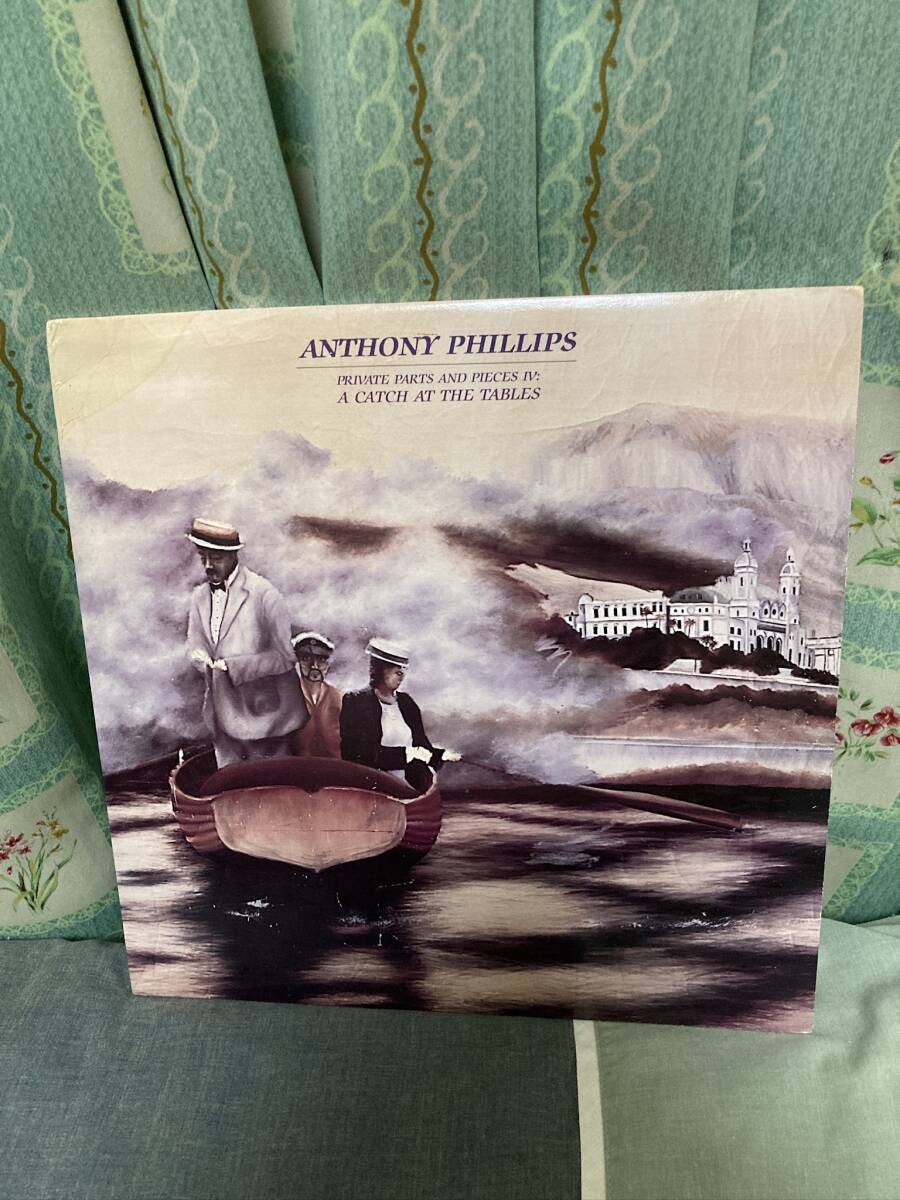 ANTHONY PHILLIPS
PRIVATE PARTS AND PIECES IV:
A CATCH AT THE TABLES